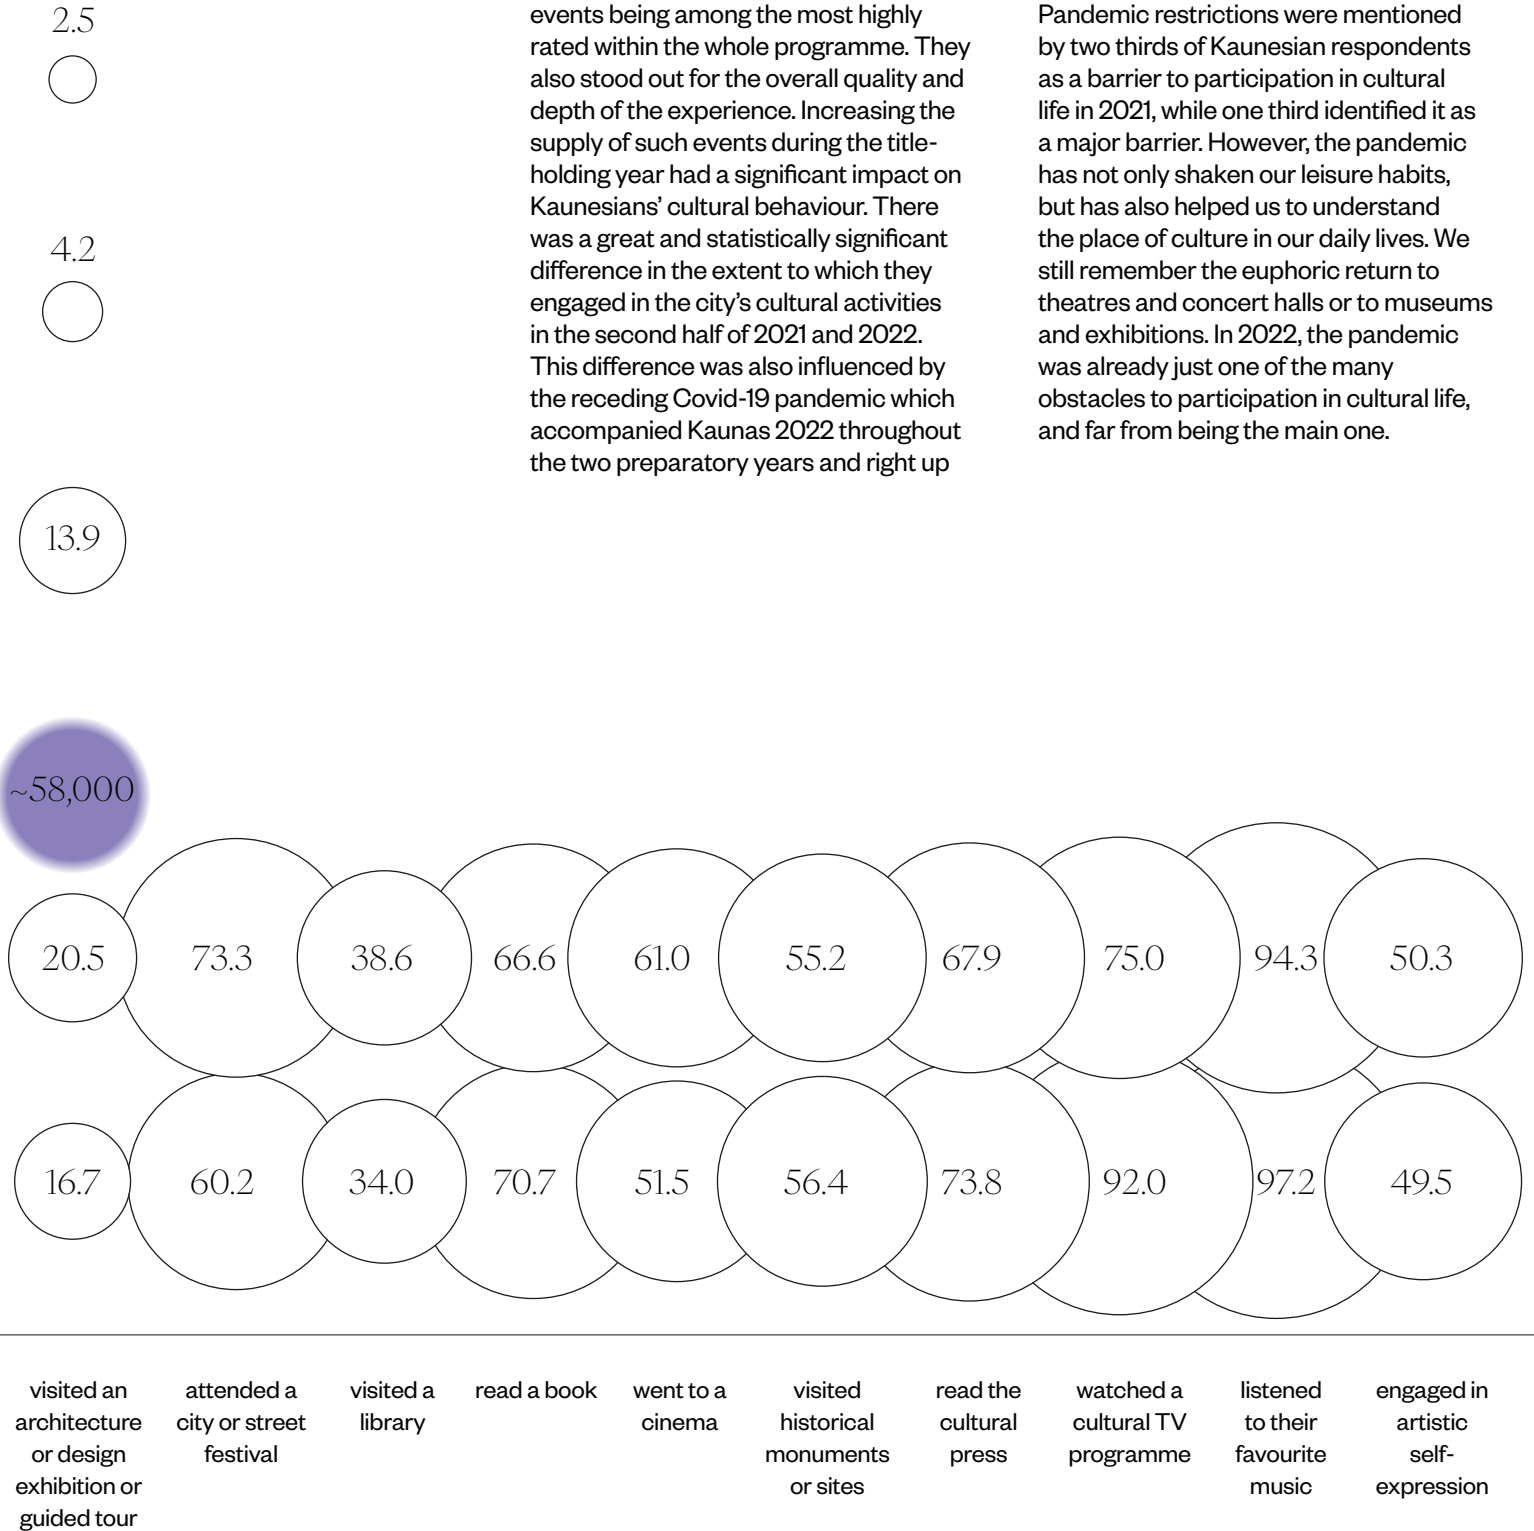 2.5
4.2
13.9
~58,000
events being among the most highly
rated within the whole programme. They
also stood out for the overall quality and
depth of the experience. Increasing the
supply of such events during the title-
holding year had a significant impact on
Kaunesians’ cultural behaviour. There
was a great and statistically significant
difference in the extent to which they
engaged in the city’s cultural activities
in the second half of 2021 and 2022.
This difference was also influenced by
the receding Covid-19 pandemic which
accompanied Kaunas 2022 throughout
the two preparatory years and right up
Pandemic restrictions were mentioned
by two thirds of Kaunesian respondents
as a barrier to participation in cultural
life in 2021, while one third identified it as
a major barrier. However, the pandemic
has not only shaken our leisure habits,
but has also helped us to understand
the place of culture in our daily lives. We
still remember the euphoric return to
theatres and concert halls or to museums
and exhibitions. In 2022, the pandemic
was already just one of the many
obstacles to participation in cultural life,
and far from being the main one.
20.5 73.3 38.6 66.6 61.0 55.2 67.9 75.0 94.3 50.3
16.7 60.2 34.0 70.7 51.5 56.4 73.8 92.0 97.2 49.5
visited an
architecture
or design
exhibition or
guided tour
attended a
city or street
festival
visited a
library
read a book
went to a
cinema
visited
historical
monuments
or sites
read the
cultural
press
watched a
cultural TV
programme
listened
to their
favourite
music
engaged in
artistic
self-
expression